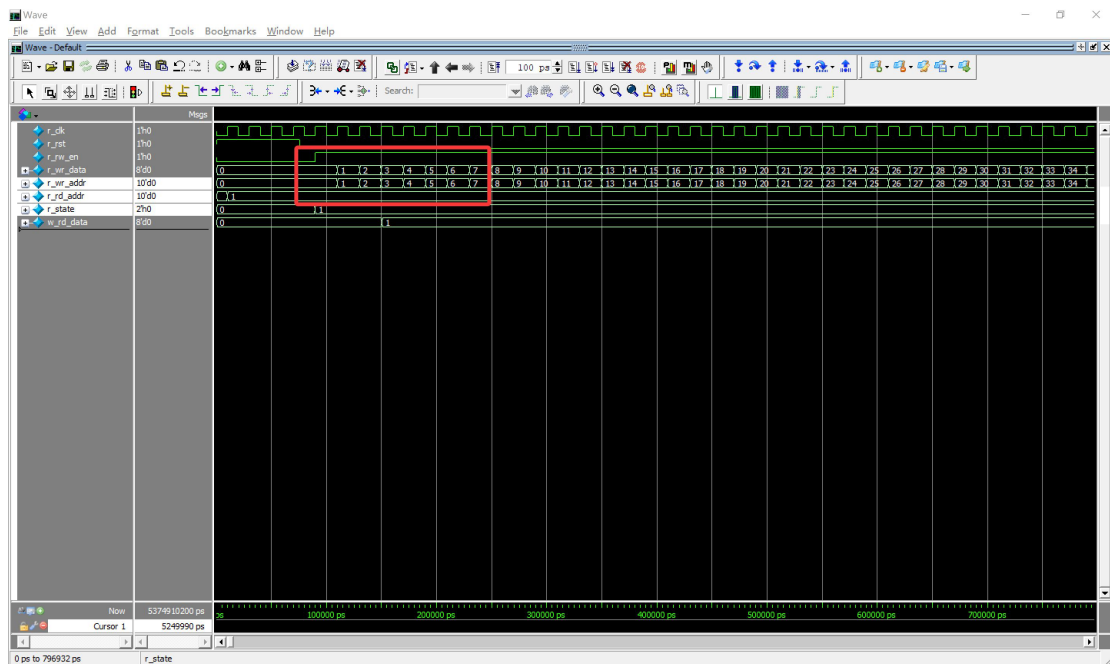 Wave
File Edit View Add Format Tools Bookmarks Window Help
Wave - Default
100 ps
Search:
Msgs
r_clk 1'h0
r_rst 1'h0
r_rw_en 1'h0
r_wr_data 8'd0 0 1 2 3 4 5 6 7 8 9 10 11 12 13 14 15 16 17 18 19 20 21 22 23 24 25 26 27 28 29 30 31 32 33 34
r_wr_addr 10'd0 0 1 2 3 4 5 6 7 8 9 10 11 12 13 14 15 16 17 18 19 20 21 22 23 24 25 26 27 28 29 30 31 32 33 34
r_rd_addr 10'd0 1
r_state 2'h0 0 1
w_rd_data 8'd0 0 1
Now 5374910200 ps ps 100000 ps 200000 ps 300000 ps 400000 ps 500000 ps 600000 ps 700000 ps
Cursor 1 5249990 ps
0 ps to 796932 ps r_state